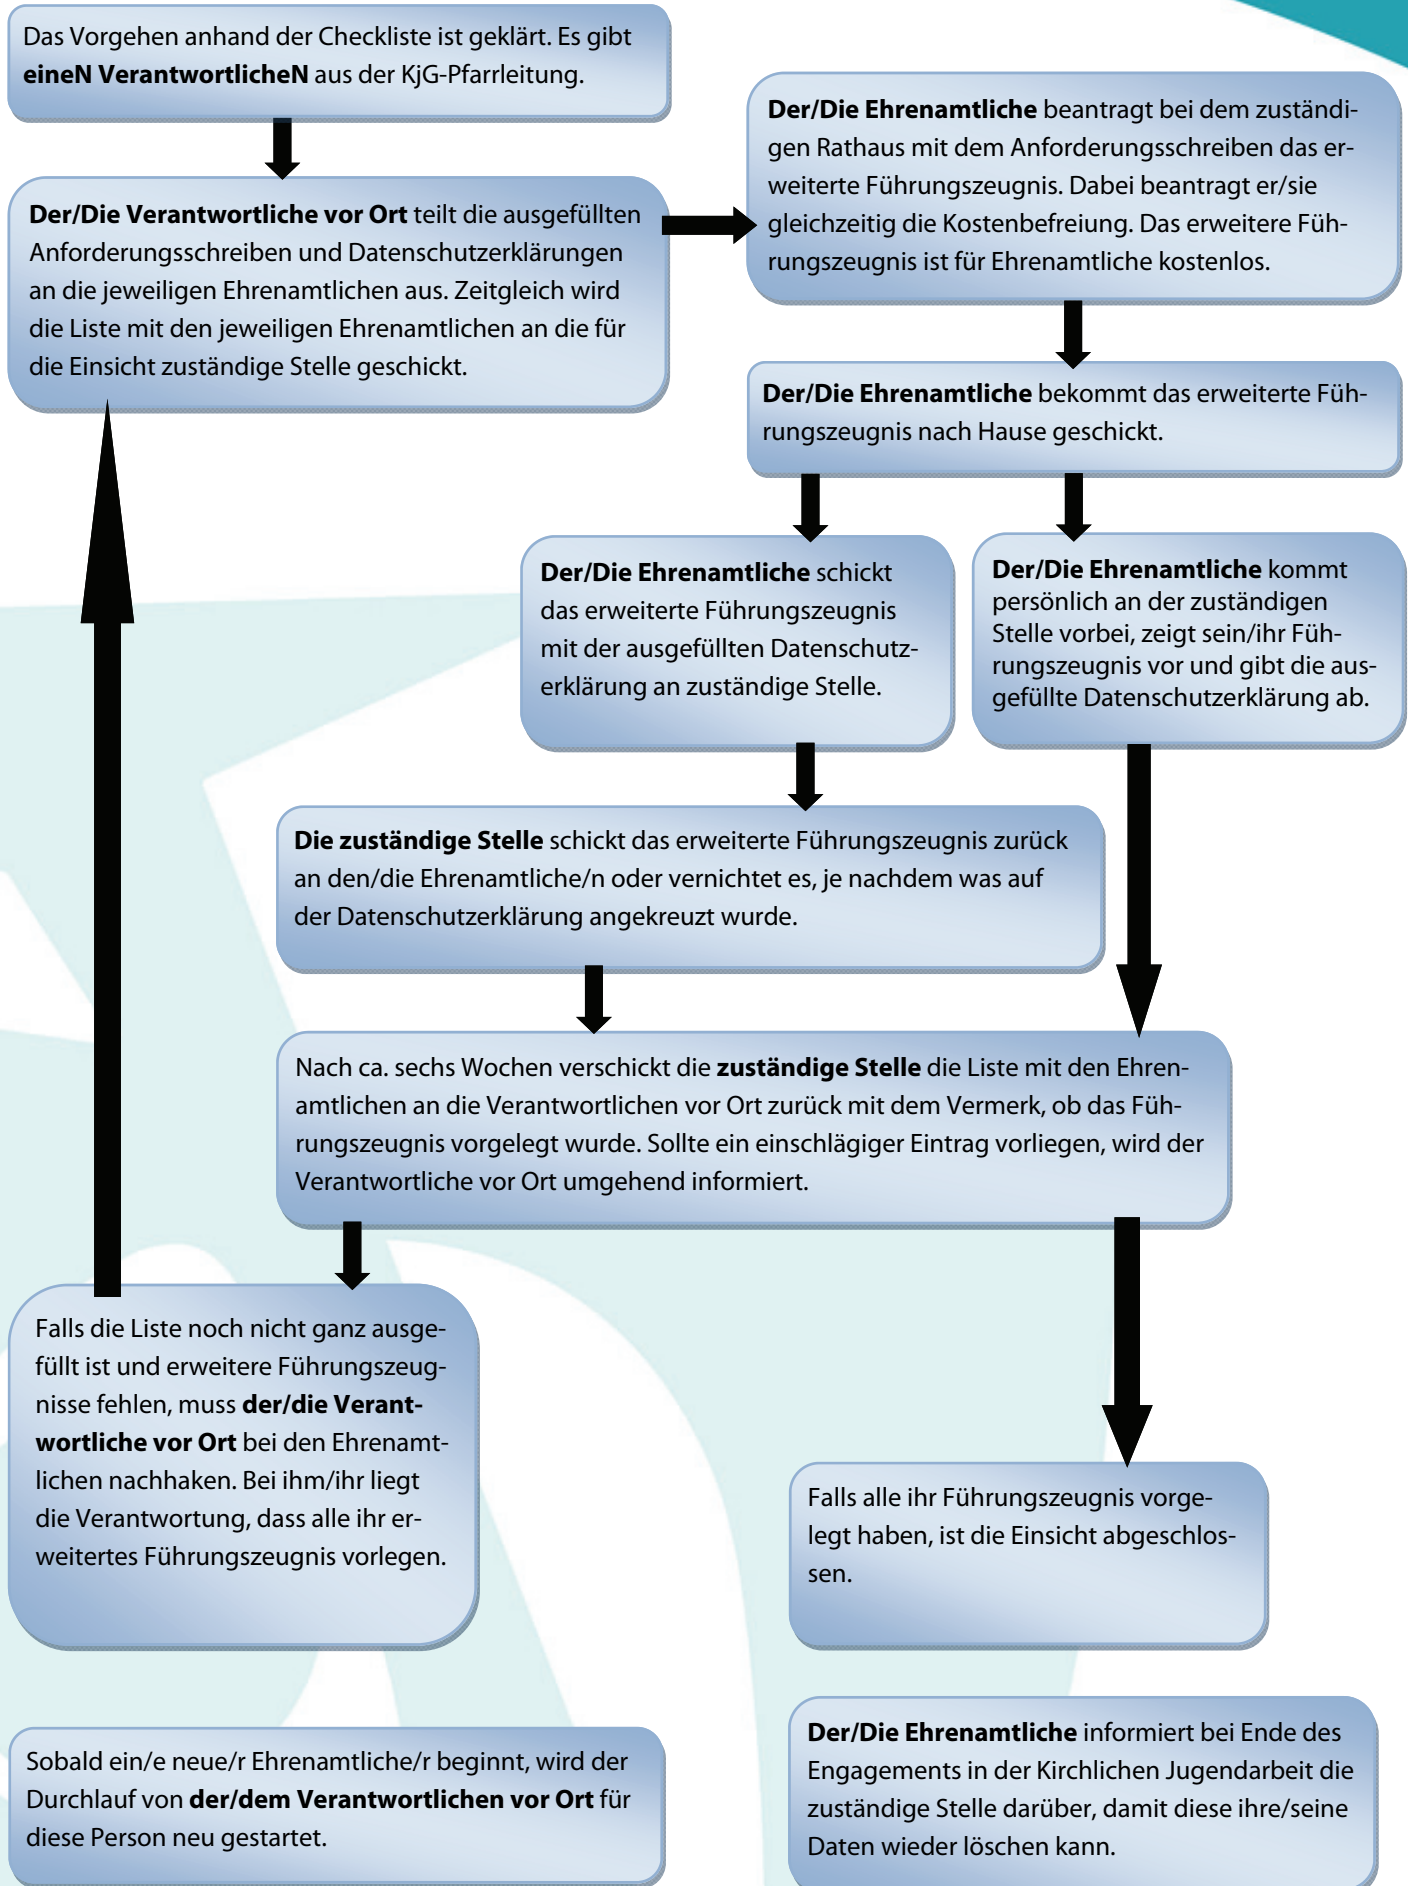 Das Vorgehen anhand der Checkliste ist geklärt. Es gibt
eineN VerantwortlicheN aus der KjG-Pfarrleitung.
Der/Die Verantwortliche vor Ort teilt die ausgefüllten
Anforderungsschreiben und Datenschutzerklärungen
an die jeweiligen Ehrenamtlichen aus. Zeitgleich wird
die Liste mit den jeweiligen Ehrenamtlichen an die für
die Einsicht zuständige Stelle geschickt.
Der/Die Ehrenamtliche beantragt bei dem zuständi-
gen Rathaus mit dem Anforderungsschreiben das er-
weiterte Führungszeugnis. Dabei beantragt er/sie
gleichzeitig die Kostenbefreiung. Das erweitere Füh-
rungszeugnis ist für Ehrenamtliche kostenlos.
Der/Die Ehrenamtliche bekommt das erweiterte Füh-
rungszeugnis nach Hause geschickt.
Der/Die Ehrenamtliche schickt
das erweiterte Führungszeugnis
mit der ausgefüllten Datenschutz-
erklärung an zuständige Stelle.
Der/Die Ehrenamtliche kommt
persönlich an der zuständigen
Stelle vorbei, zeigt sein/ihr Füh-
rungszeugnis vor und gibt die aus-
gefüllte Datenschutzerklärung ab.
Die zuständige Stelle schickt das erweiterte Führungszeugnis zurück
an den/die Ehrenamtliche/n oder vernichtet es, je nachdem was auf
der Datenschutzerklärung angekreuzt wurde.
Nach ca. sechs Wochen verschickt die zuständige Stelle die Liste mit den Ehren-
amtlichen an die Verantwortlichen vor Ort zurück mit dem Vermerk, ob das Füh-
rungszeugnis vorgelegt wurde. Sollte ein einschlägiger Eintrag vorliegen, wird der
Verantwortliche vor Ort umgehend informiert.
Falls die Liste noch nicht ganz ausge-
füllt ist und erweitere Führungszeug-
nisse fehlen, muss der/die Verant-
wortliche vor Ort bei den Ehrenamt-
lichen nachhaken. Bei ihm/ihr liegt
die Verantwortung, dass alle ihr er-
weitertes Führungszeugnis vorlegen.
Falls alle ihr Führungszeugnis vorge-
legt haben, ist die Einsicht abgeschlos-
sen.
Sobald ein/e neue/r Ehrenamtliche/r beginnt, wird der
Durchlauf von der/dem Verantwortlichen vor Ort für
diese Person neu gestartet.
Der/Die Ehrenamtliche informiert bei Ende des
Engagements in der Kirchlichen Jugendarbeit die
zuständige Stelle darüber, damit diese ihre/seine
Daten wieder löschen kann.